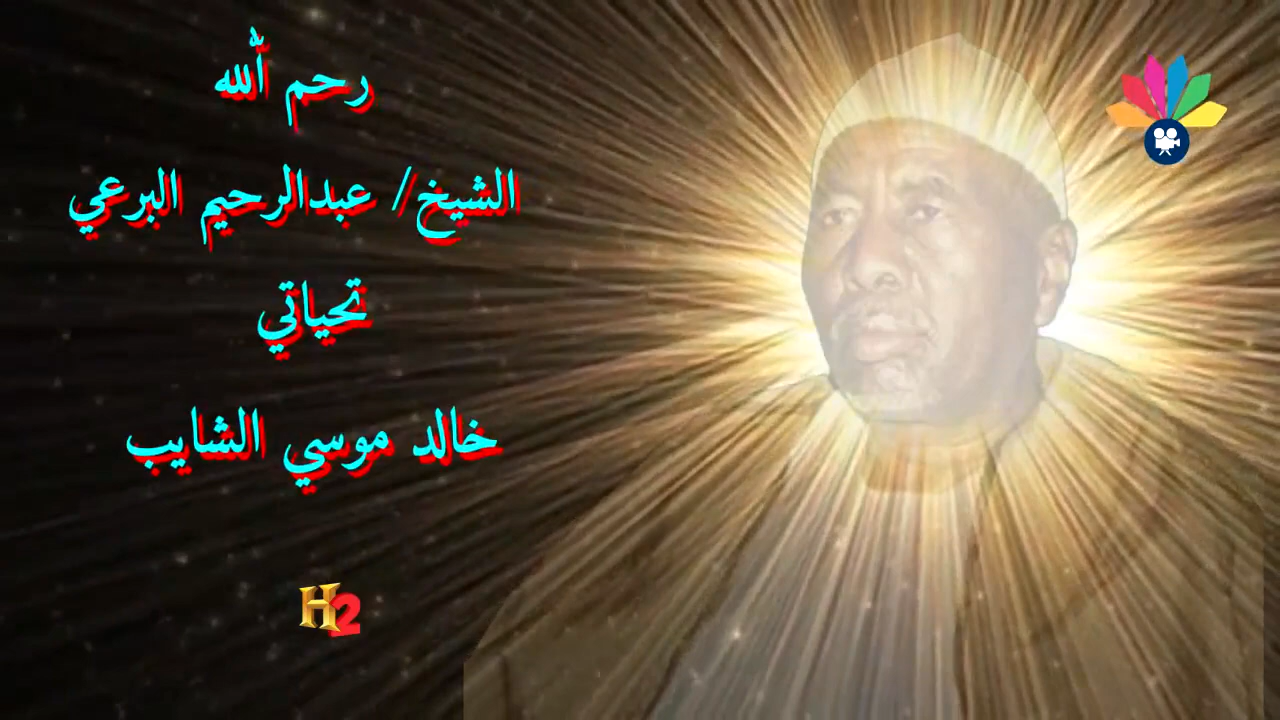 رحم الله
الشيخ/ عبدالرحيم البرعي
تحياتي
خالد موسي الشايب
H2